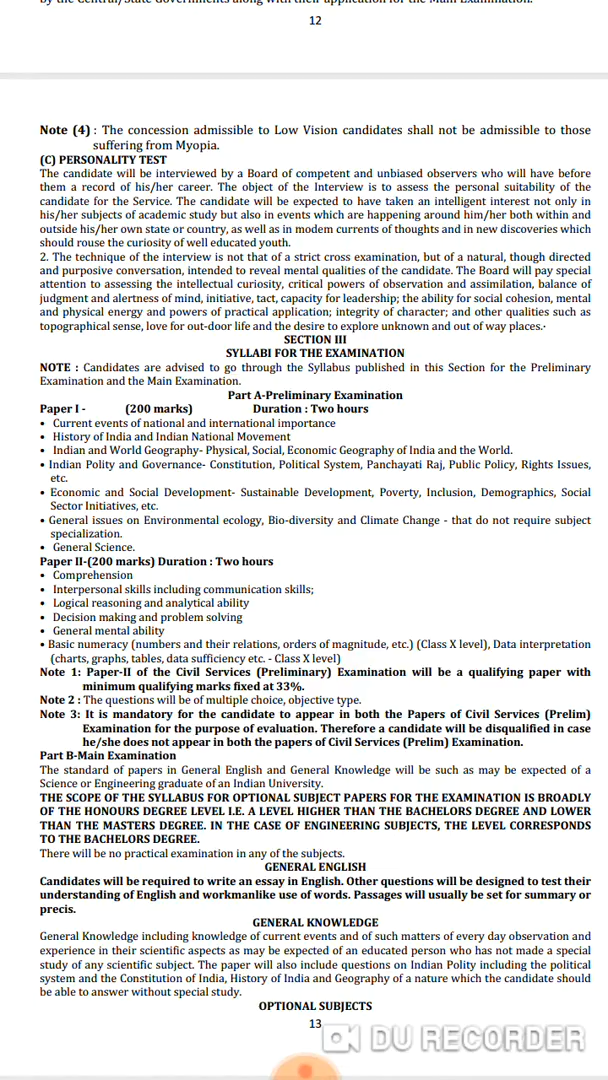 by the Central/State Governments along with their application for the Main Examination.
12
Note (4) : The concession admissible to Low Vision candidates shall not be admissible to those
suffering from Myopia.
(C) PERSONALITY TEST
The candidate will be interviewed by a Board of competent and unbiased observers who will have before
them a record of his/her career. The object of the Interview is to assess the personal suitability of the
candidate for the Service. The candidate will be expected to have taken an intelligent interest not only in
his/her subjects of academic study but also in events which are happening around him/her both within and
outside his/her own state or country, as well as in modem currents of thoughts and in new discoveries which
should rouse the curiosity of well educated youth.
2. The technique of the interview is not that of a strict cross examination, but of a natural, though directed
and purposive conversation, intended to reveal mental qualities of the candidate. The Board will pay special
attention to assessing the intellectual curiosity, critical powers of observation and assimilation, balance of
judgment and alertness of mind, initiative, tact, capacity for leadership; the ability for social cohesion, mental
and physical energy and powers of practical application; integrity of character; and other qualities such as
topographical sense, love for out-door life and the desire to explore unknown and out of way places.·
SECTION III
SYLLABI FOR THE EXAMINATION
NOTE : Candidates are advised to go through the Syllabus published in this Section for the Preliminary
Examination and the Main Examination.
Part A-Preliminary Examination
Paper I - (200 marks) Duration : Two hours
• Current events of national and international importance
• History of India and Indian National Movement
• Indian and World Geography- Physical, Social, Economic Geography of India and the World.
• Indian Polity and Governance- Constitution, Political System, Panchayati Raj, Public Policy, Rights Issues,
etc.
• Economic and Social Development- Sustainable Development, Poverty, Inclusion, Demographics, Social
Sector Initiatives, etc.
• General issues on Environmental ecology, Bio-diversity and Climate Change - that do not require subject
specialization.
• General Science.
Paper II-(200 marks) Duration : Two hours
• Comprehension
• Interpersonal skills including communication skills;
• Logical reasoning and analytical ability
• Decision making and problem solving
• General mental ability
• Basic numeracy (numbers and their relations, orders of magnitude, etc.) (Class X level), Data interpretation
(charts, graphs, tables, data sufficiency etc. - Class X level)
Note 1: Paper-II of the Civil Services (Preliminary) Examination will be a qualifying paper with
minimum qualifying marks fixed at 33%.
Note 2 : The questions will be of multiple choice, objective type.
Note 3: It is mandatory for the candidate to appear in both the Papers of Civil Services (Prelim)
Examination for the purpose of evaluation. Therefore a candidate will be disqualified in case
he/she does not appear in both the papers of Civil Services (Prelim) Examination.
Part B-Main Examination
The standard of papers in General English and General Knowledge will be such as may be expected of a
Science or Engineering graduate of an Indian University.
THE SCOPE OF THE SYLLABUS FOR OPTIONAL SUBJECT PAPERS FOR THE EXAMINATION IS BROADLY
OF THE HONOURS DEGREE LEVEL I.E. A LEVEL HIGHER THAN THE BACHELORS DEGREE AND LOWER
THAN THE MASTERS DEGREE. IN THE CASE OF ENGINEERING SUBJECTS, THE LEVEL CORRESPONDS
TO THE BACHELORS DEGREE.
There will be no practical examination in any of the subjects.
GENERAL ENGLISH
Candidates will be required to write an essay in English. Other questions will be designed to test their
understanding of English and workmanlike use of words. Passages will usually be set for summary or
precis.
GENERAL KNOWLEDGE
General Knowledge including knowledge of current events and of such matters of every day observation and
experience in their scientific aspects as may be expected of an educated person who has not made a special
study of any scientific subject. The paper will also include questions on Indian Polity including the political
system and the Constitution of India, History of India and Geography of a nature which the candidate should
be able to answer without special study.
OPTIONAL SUBJECTS
13
DU RECORDER